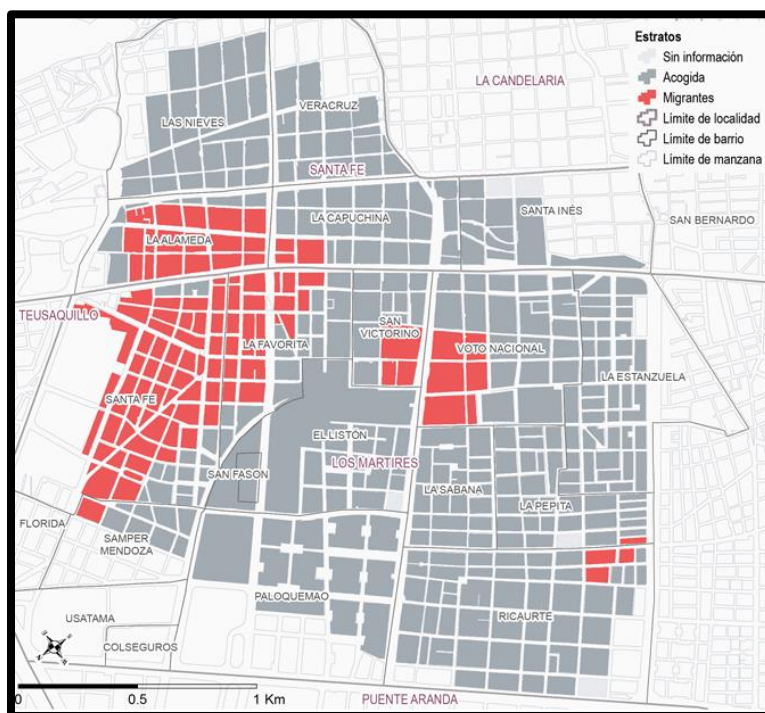 Estratos
Sin información
Acogida
Migrantes
Límite de localidad
Límite de barrio
Límite de manzana
LA CANDELARIA
VERACRUZ
LAS NIEVES
SANTA FE
LA CAPUCHINA
SANTA INÉS
SAN BERNARDO
LA ALAMEDA
TEUSAQUILLO
SAN
VICTORINO
LA FAVORITA
VOTO NACIONAL
LA ESTANZUELA
SANTA FE
EL LISTÓN
LOS MARTIRES
SAN FASON
LA SABANA
LA PEPITA
FLORIDA
SAMPER
MENDOZA
PALOQUEMAO
RICAURTE
USATAMA
COLSEGUROS
0 0.5 1 Km
PUENTE ARANDA